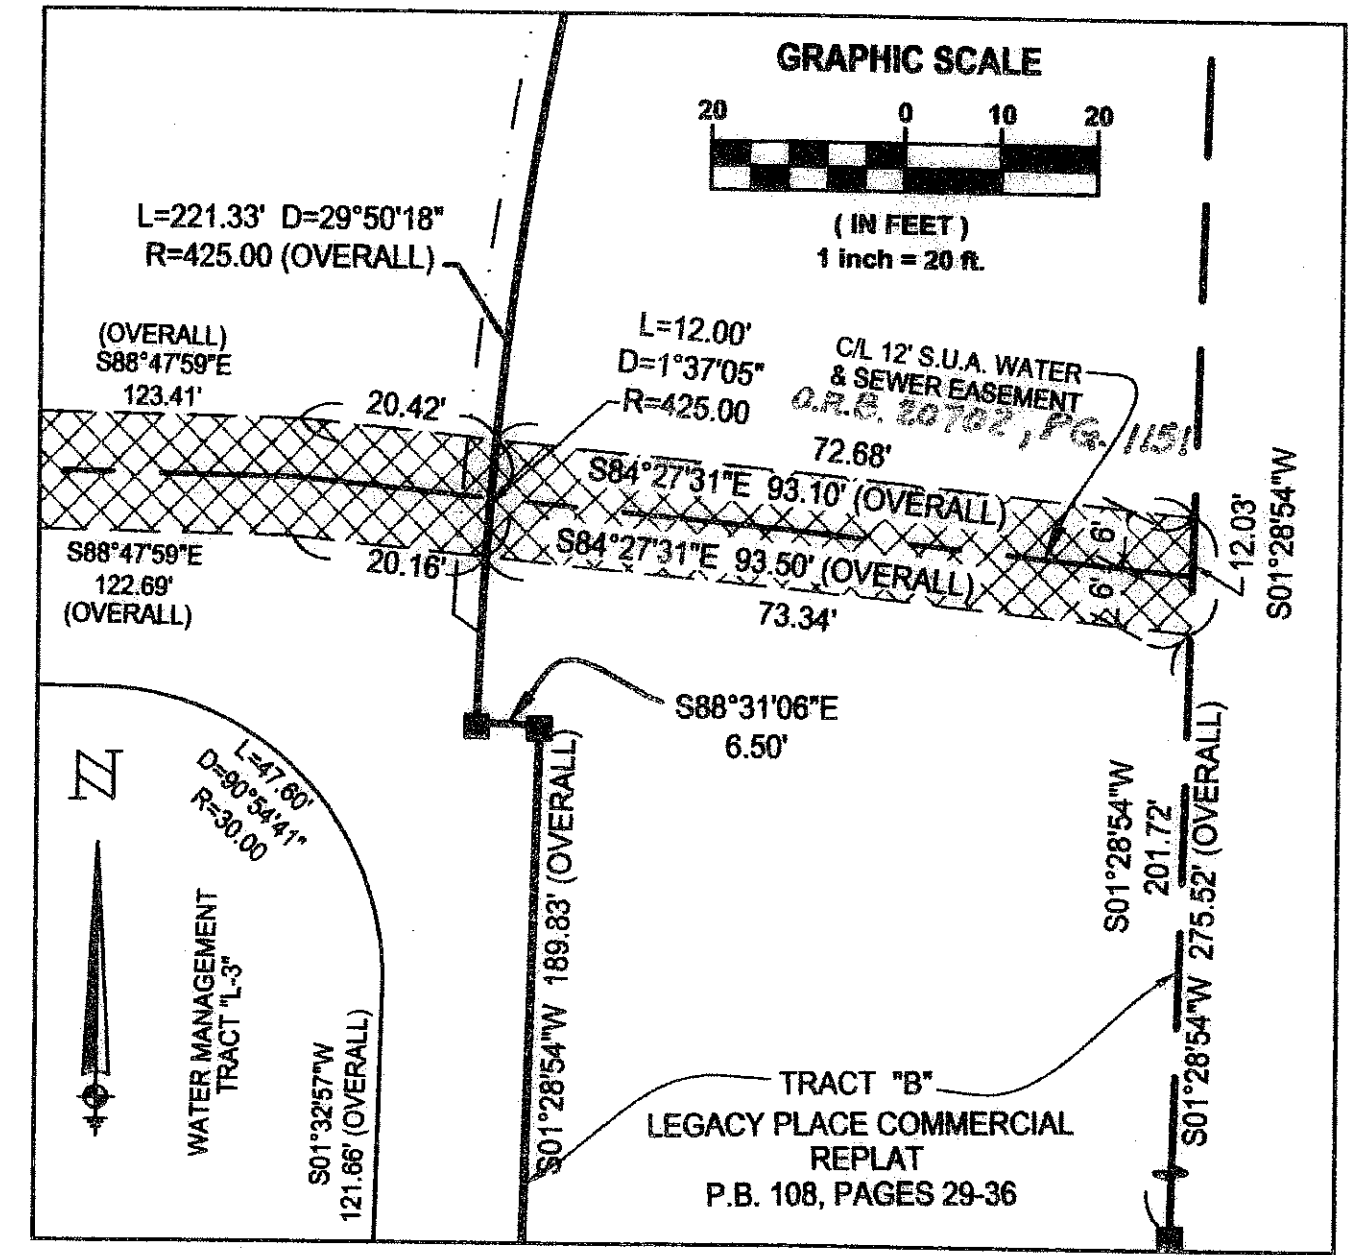 GRAPHIC SCALE
20 0 10 20
( IN FEET )
1 inch = 20 ft.
L=221.33' D=29°50'18"
R=425.00 (OVERALL)
(OVERALL)
S88°47'59"E
123.41'
20.42'
L=12.00'
D=1°37'05"
R=425.00
C/L 12' S.U.A. WATER
& SEWER EASEMENT
O.R.B. 20782, PG. 1151
72.68'
S84°27'31"E 93.10' (OVERALL)
S84°27'31"E 93.50' (OVERALL)
73.34'
6'
6'
12.03'
S01°28'54"W
S88°47'59"E
122.69'
(OVERALL)
20.16'
S88°31'06"E
6.50'
L=47.60'
D=90°54'41"
R=30.00
N
WATER MANAGEMENT
TRACT "L-3"
S01°32'57"W
121.66' (OVERALL)
S01°28'54"W 189.83' (OVERALL)
S01°28'54"W
201.72'
S01°28'54"W 275.52' (OVERALL)
TRACT "B"
LEGACY PLACE COMMERCIAL
REPLAT
P.B. 108, PAGES 29-36